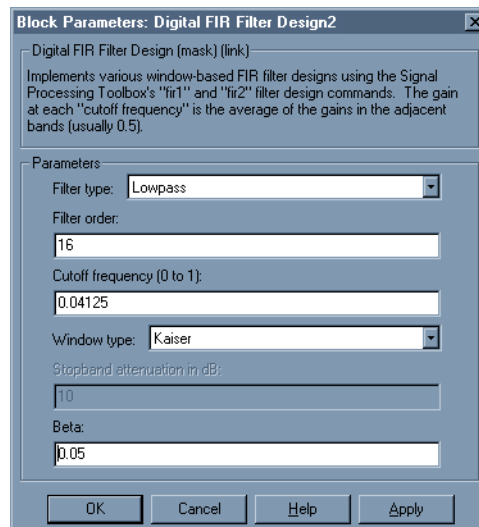 Block Parameters: Digital FIR Filter Design2
Digital FIR Filter Design (mask) (link)
Implements various window-based FIR filter designs using the Signal
Processing Toolbox's "fir1" and "fir2" filter design commands. The gain
at each "cutoff frequency" is the average of the gains in the adjacent
bands (usually 0.5).
Parameters
Filter type: Lowpass
Filter order:
16
Cutoff frequency (0 to 1):
0.04125
Window type: Kaiser
Stopband attenuation in dB:
10
Beta:
0.05
OK Cancel Help Apply